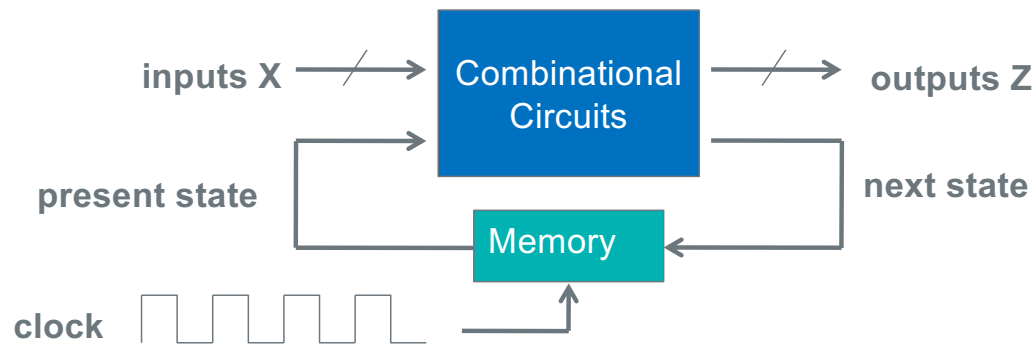 inputs X
Combinational
Circuits
outputs Z
present state
next state
Memory
clock